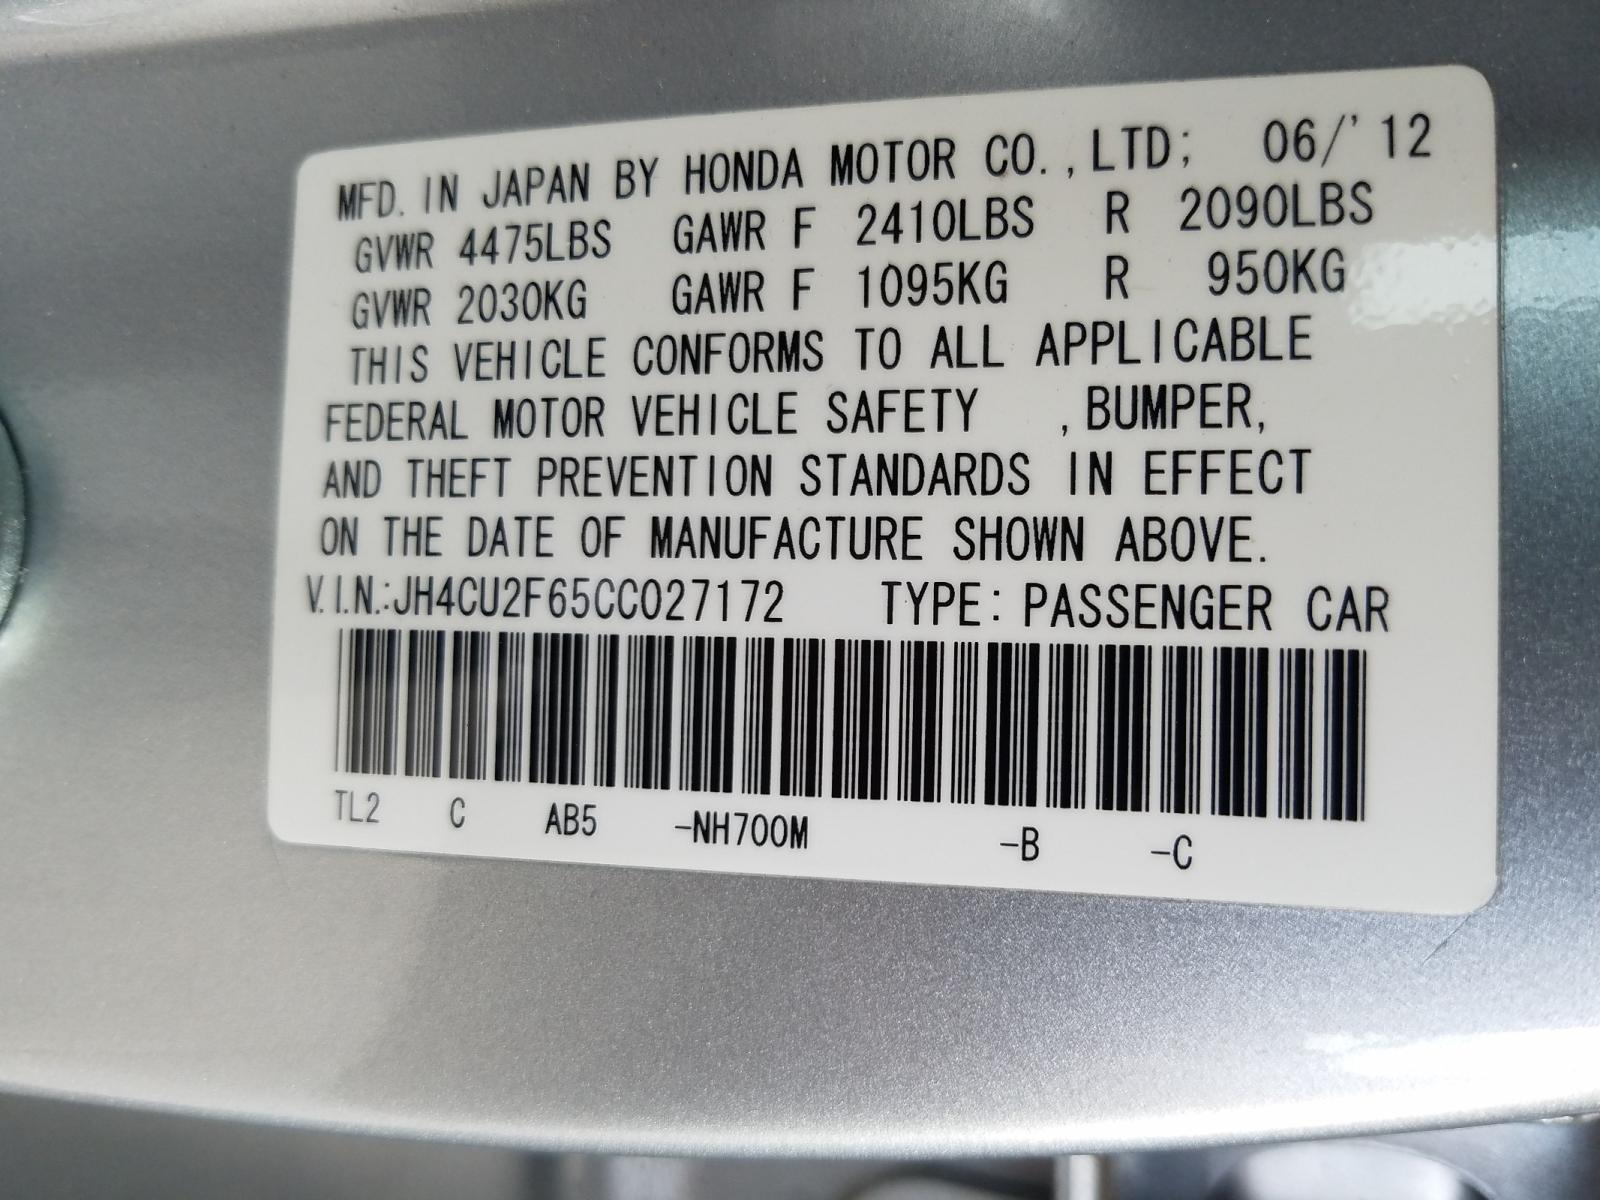 MFD. IN JAPAN BY HONDA MOTOR CO.,LTD; 06/'12
GVWR 4475LBS GAWR F 2410LBS R 2090LBS
GVWR 2030KG GAWR F 1095KG R 950KG
THIS VEHICLE CONFORMS TO ALL APPLICABLE
FEDERAL MOTOR VEHICLE SAFETY ,BUMPER,
AND THEFT PREVENTION STANDARDS IN EFFECT
ON THE DATE OF MANUFACTURE SHOWN ABOVE.
V.I.N.:JH4CU2F65CC027172 TYPE: PASSENGER CAR
TL2 C AB5 -NH700M -B -C